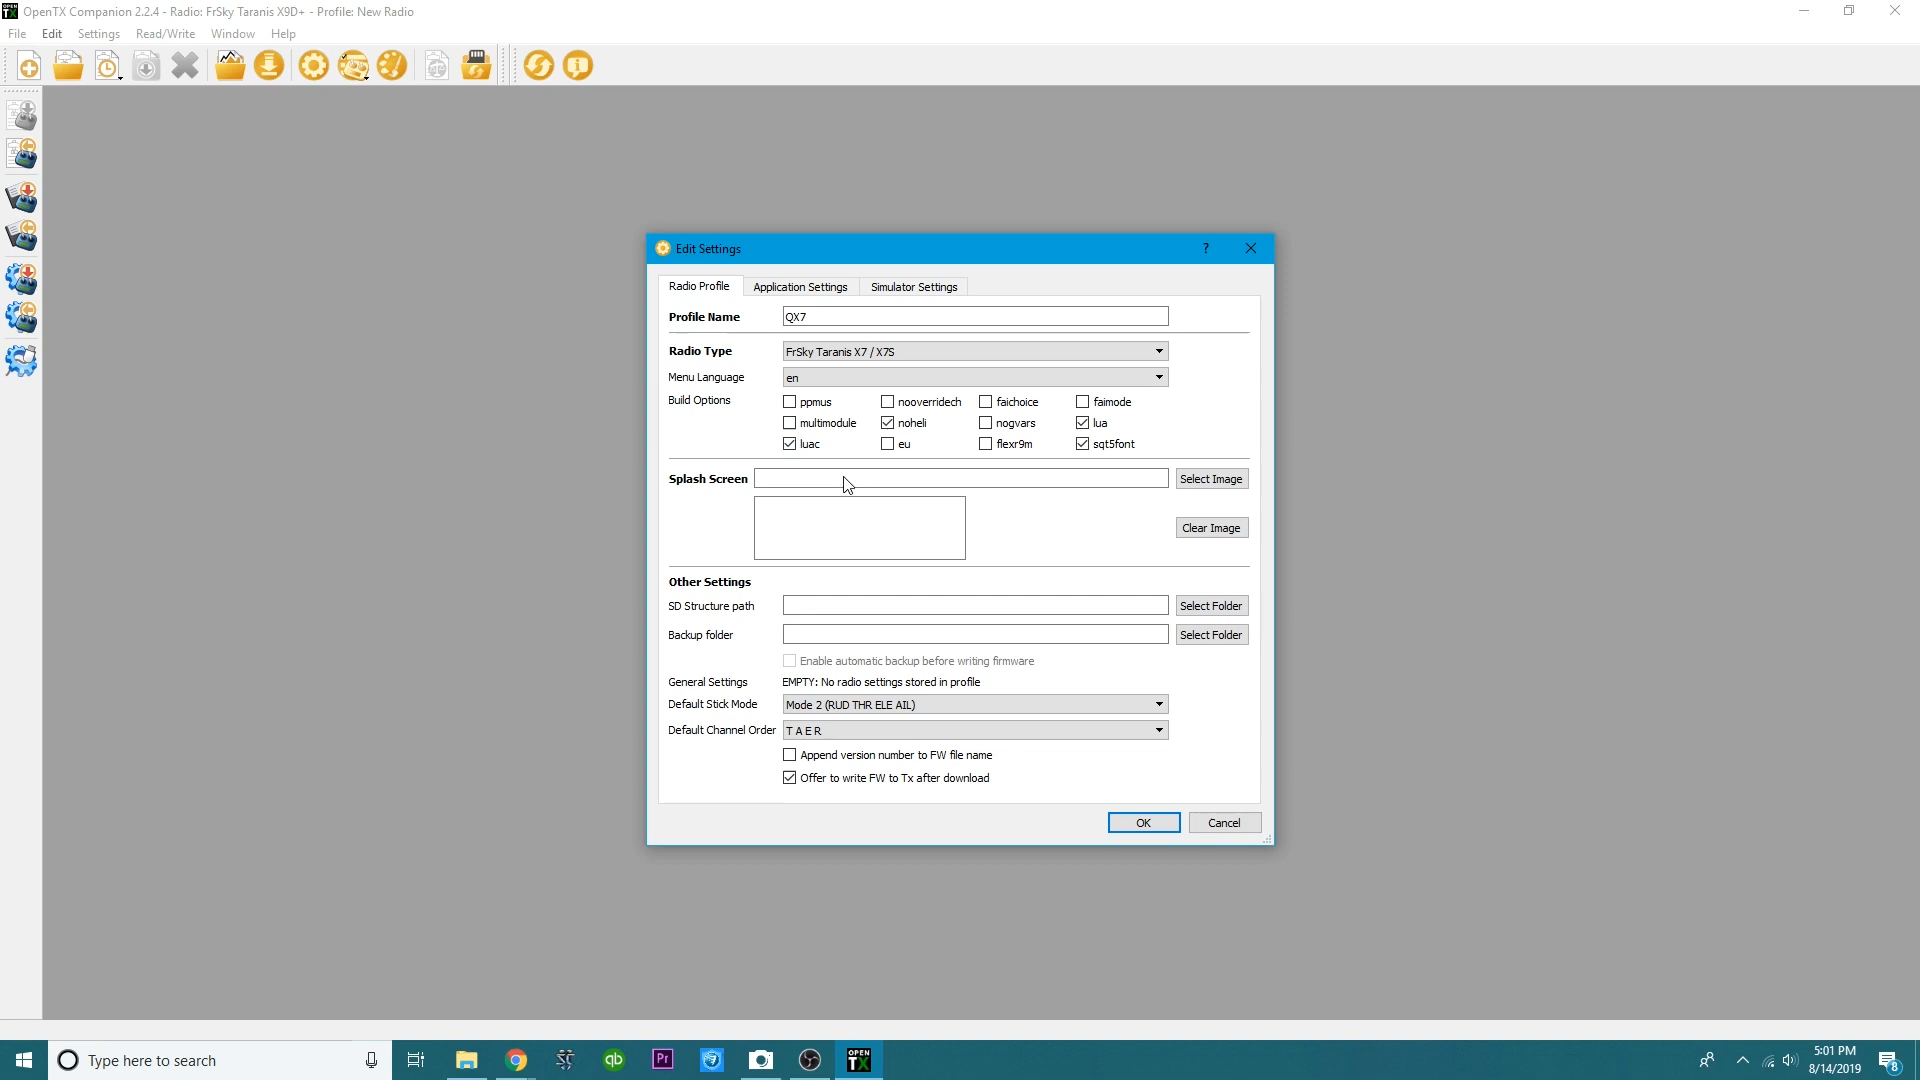 OpenTX Companion 2.2.4 - Radio: FrSky Taranis X9D+ - Profile: New Radio
File Edit Settings Read/Write Window Help
Edit Settings
Radio Profile Application Settings Simulator Settings
Profile Name QX7
Radio Type FrSky Taranis X7 / X7S
Menu Language en
Build Options ppmus nooverridech faichoice faimode
multimodule noheli nogvars lua
luac eu flexr9m sqt5font
Splash Screen Select Image
Clear Image
Other Settings
SD Structure path Select Folder
Backup folder Select Folder
Enable automatic backup before writing firmware
General Settings EMPTY: No radio settings stored in profile
Default Stick Mode Mode 2 (RUD THR ELE AIL)
Default Channel Order T A E R
Append version number to FW file name
Offer to write FW to Tx after download
OK Cancel
Type here to search
qb
Pr
OPEN TX
5:01 PM
8/14/2019
8